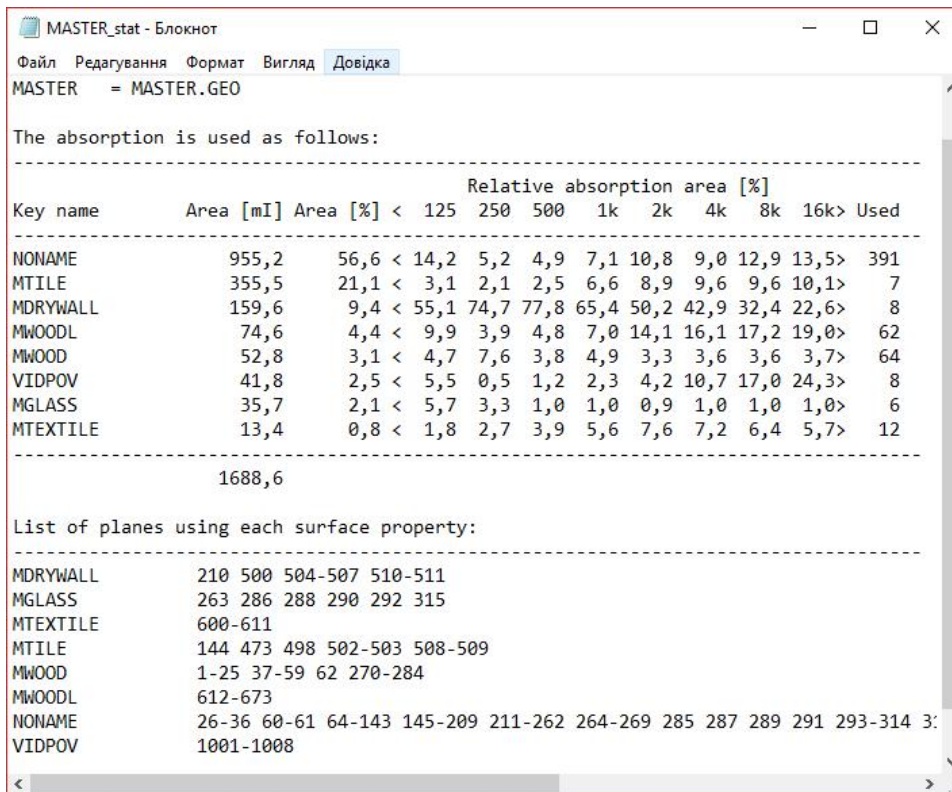 MASTER_stat - Блокнот
Файл Редагування Формат Вигляд Довідка
MASTER = MASTER.GEO
The absorption is used as follows:
--------------------------------------------------------------------------------
Relative absorption area [%]
Key name Area [mI] Area [%] < 125 250 500 1k 2k 4k 8k 16k> Used
--------------------------------------------------------------------------------
NONAME 955,2 56,6 < 14,2 5,2 4,9 7,1 10,8 9,0 12,9 13,5> 391
MTILE 355,5 21,1 < 3,1 2,1 2,5 6,6 8,9 9,6 9,6 10,1> 7
MDRYWALL 159,6 9,4 < 55,1 74,7 77,8 65,4 50,2 42,9 32,4 22,6> 8
MWOODL 74,6 4,4 < 9,9 3,9 4,8 7,0 14,1 16,1 17,2 19,0> 62
MWOOD 52,8 3,1 < 4,7 7,6 3,8 4,9 3,3 3,6 3,6 3,7> 64
VIDPOV 41,8 2,5 < 5,5 0,5 1,2 2,3 4,2 10,7 17,0 24,3> 8
MGLASS 35,7 2,1 < 5,7 3,3 1,0 1,0 0,9 1,0 1,0 1,0> 6
MTEXTILE 13,4 0,8 < 1,8 2,7 3,9 5,6 7,6 7,2 6,4 5,7> 12
--------------------------------------------------------------------------------
1688,6
List of planes using each surface property:
--------------------------------------------------------------------------------
MDRYWALL 210 500 504-507 510-511
MGLASS 263 286 288 290 292 315
MTEXTILE 600-611
MTILE 144 473 498 502-503 508-509
MWOOD 1-25 37-59 62 270-284
MWOODL 612-673
NONAME 26-36 60-61 64-143 145-209 211-262 264-269 285 287 289 291 293-314
VIDPOV 1001-1008